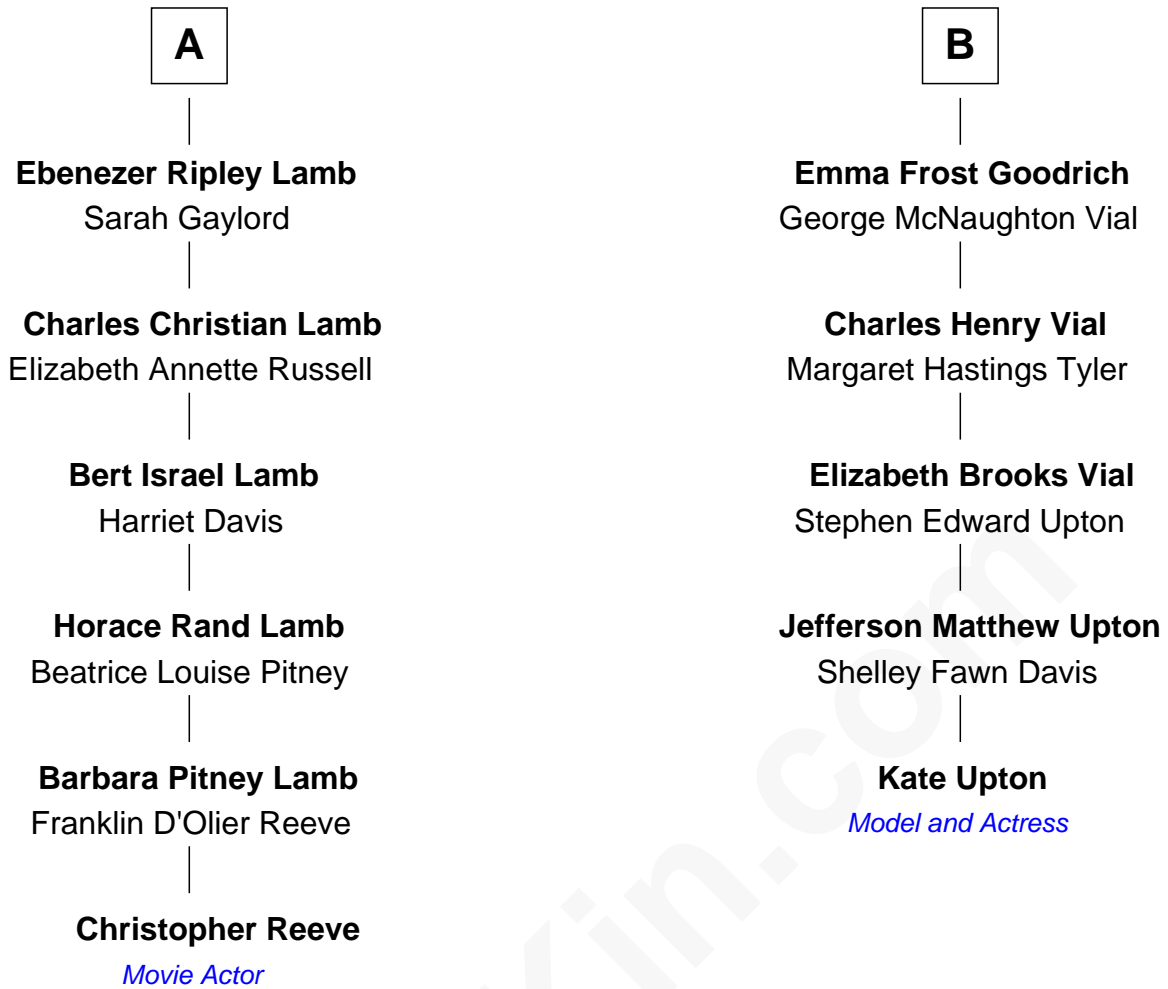 A
Ebenezer Ripley Lamb
Sarah Gaylord
Charles Christian Lamb
Elizabeth Annette Russell
Bert Israel Lamb
Harriet Davis
Horace Rand Lamb
Beatrice Louise Pitney
Barbara Pitney Lamb
Franklin D'Olier Reeve
Christopher Reeve
Movie Actor
B
Emma Frost Goodrich
George McNaughton Vial
Charles Henry Vial
Margaret Hastings Tyler
Elizabeth Brooks Vial
Stephen Edward Upton
Jefferson Matthew Upton
Shelley Fawn Davis
Kate Upton
Model and Actress
Kin.com